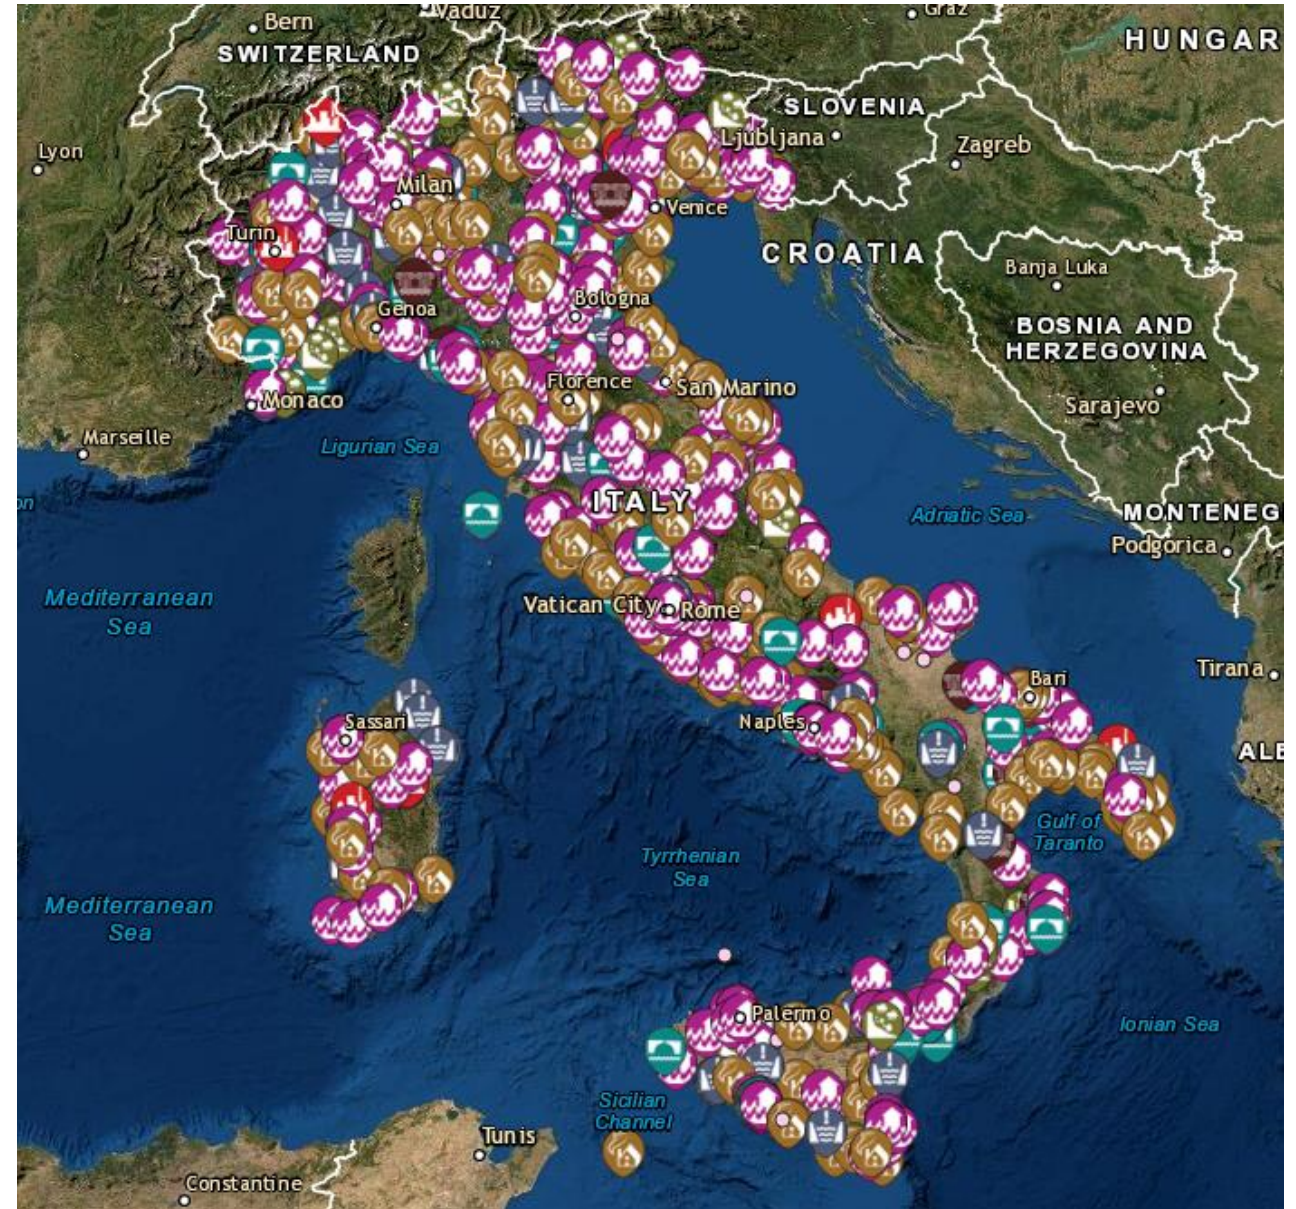 Vaduz
Graz
Bern
HUNGAR
SWITZERLAND
SLOVENIA
Ljubljana
Zagreb
Lyon
Milan
Venice
Turin
CROATIA
Banja Luka
Genoa
Bologna
BOSNIA AND
HERZEGOVINA
Florence
San Marino
Monaco
Sarajevo
Marseille
Ligurian Sea
on
ITALY
Adriatic Sea
MONTENEG
Podgorica
Mediterranean
Sea
Vatican City
Rome
Tirana
Bari
Sassari
Naples
ALB
Gulf of
Taranto
Tyrrhenian
Sea
Mediterranean
Sea
Palermo
Ionian Sea
Sicilian
Channel
Tunis
Constantine